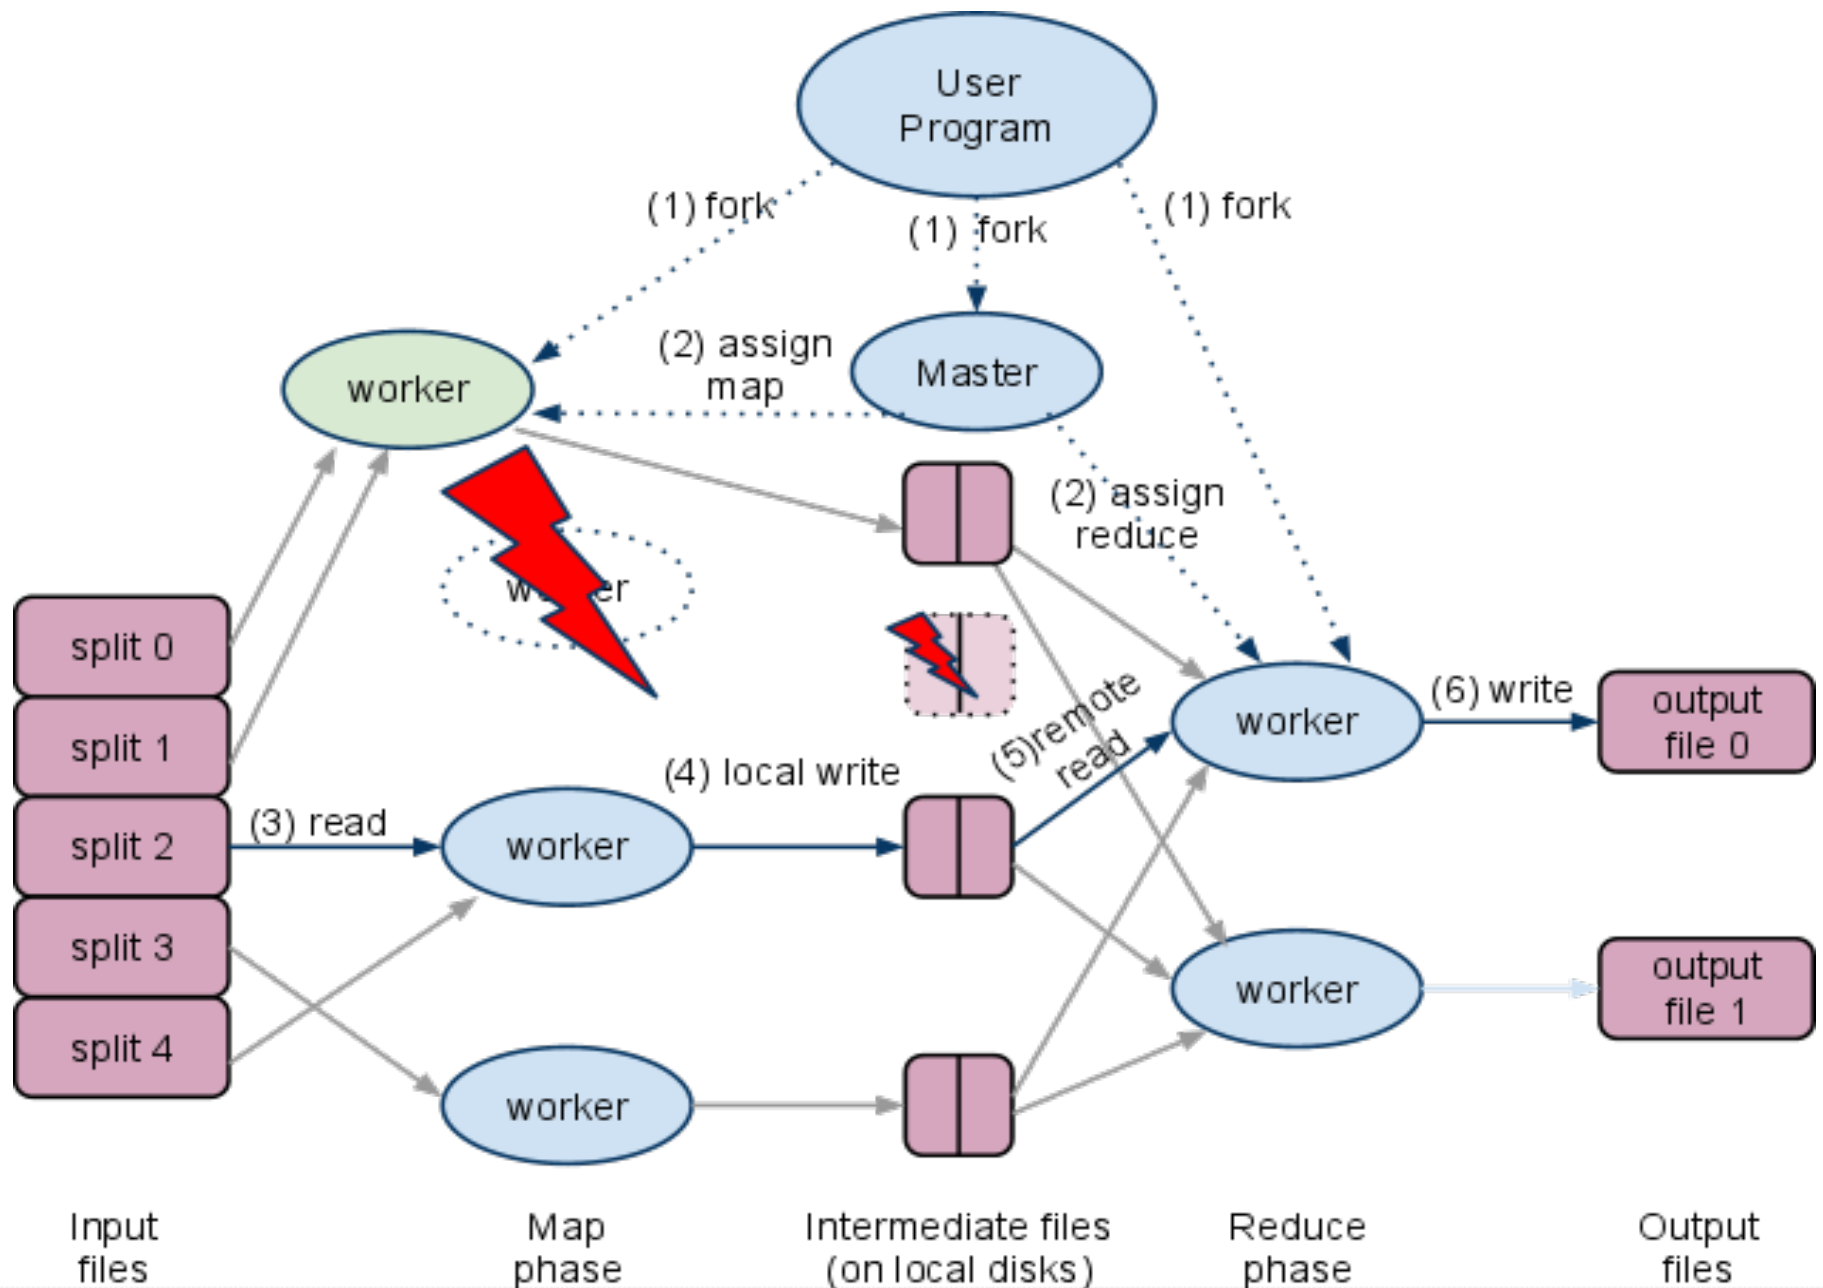 User
Program
(1) fork
(1) fork
(1) fork
(2) assign
map
Master
worker
(2) assign
reduce
split 0
split 1
split 2
split 3
split 4
(3) read
worker
(4) local write
(5)remote
read
worker
(6) write
output
file 0
worker
output
file 1
worker
Input
files
Map
phase
Intermediate files
(on local disks)
Reduce
phase
Output
files